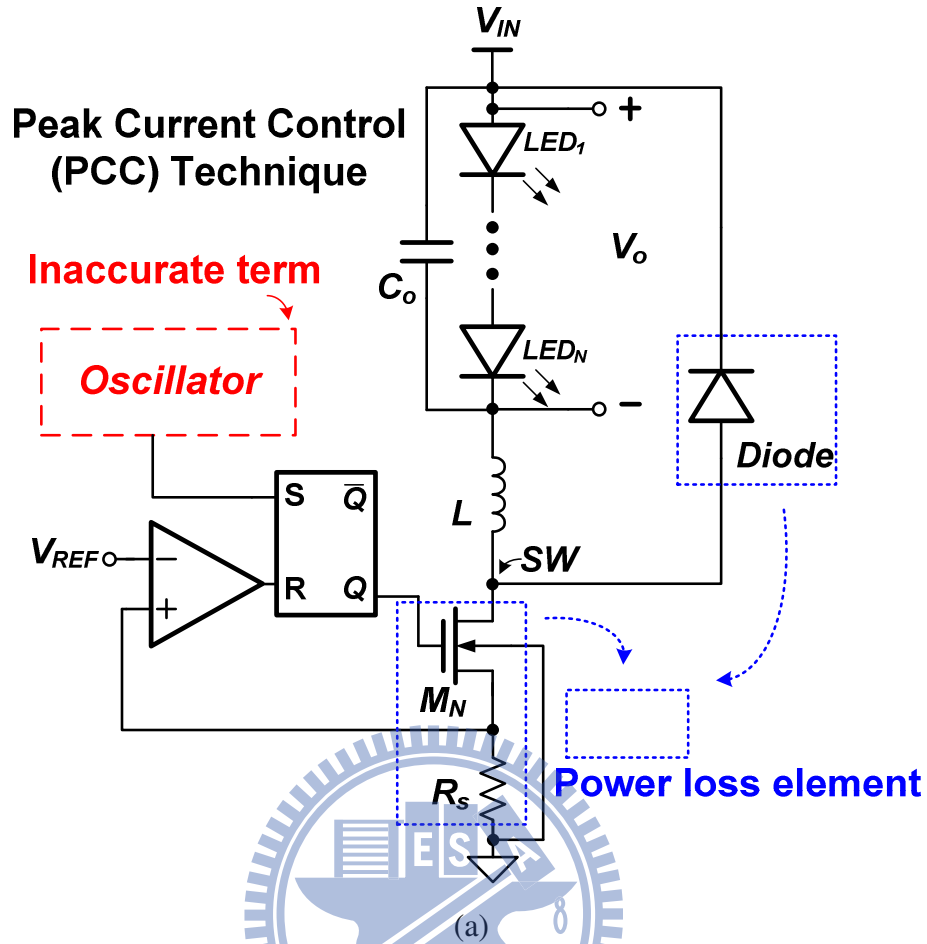 V_IN
Peak Current Control
(PCC) Technique
+
LED_1
V_o
Inaccurate term
C_o
LED_N
Oscillator
−
Diode
S Q̅
L
V_REF
−
SW
R Q
+
M_N
Power loss element
R_s
E S
A
8
(a)